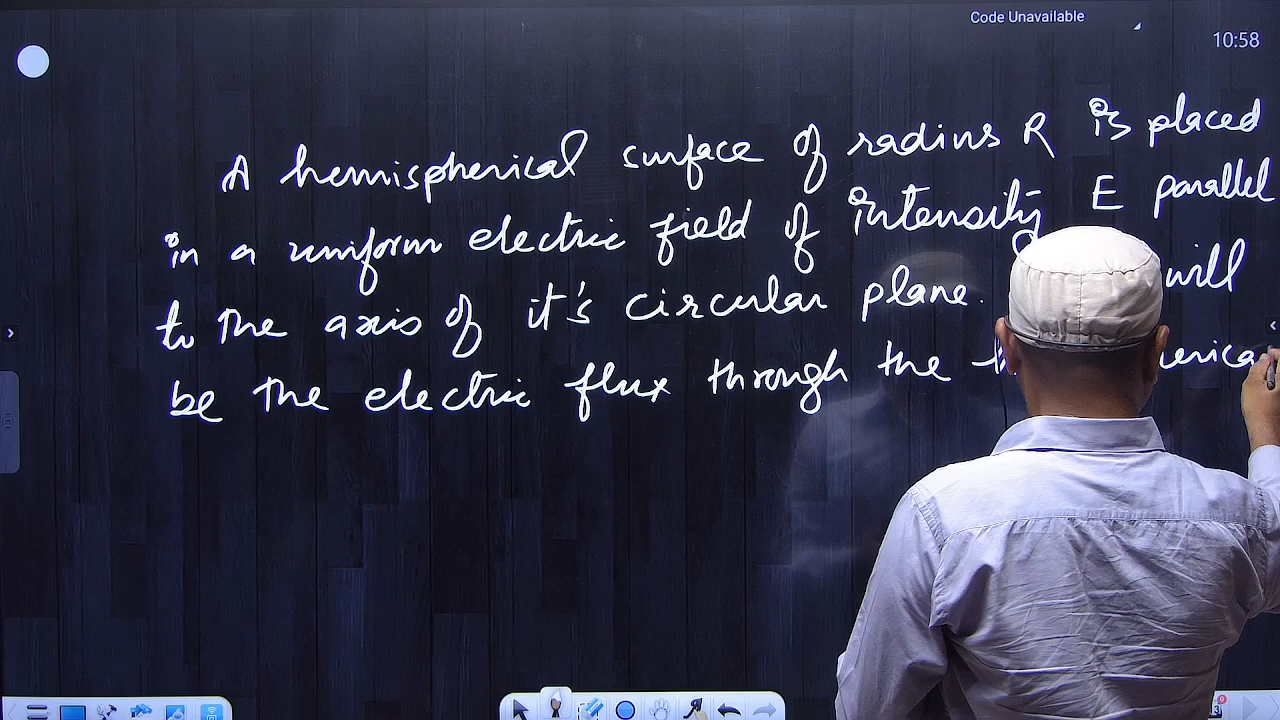 Code Unavailable
10:58
A hemispherical surface of radius R is placed
in a uniform electric field of intensity E parallel
to the axis of it's circular plane. will
be the electric flux through the